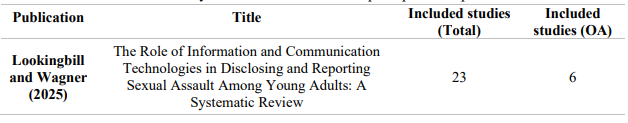 Publication Title Included studies (Total) Included studies (OA)
Lookingbill and Wagner (2025)
The Role of Information and Communication
Technologies in Disclosing and Reporting
Sexual Assault Among Young Adults: A
Systematic Review
23 6